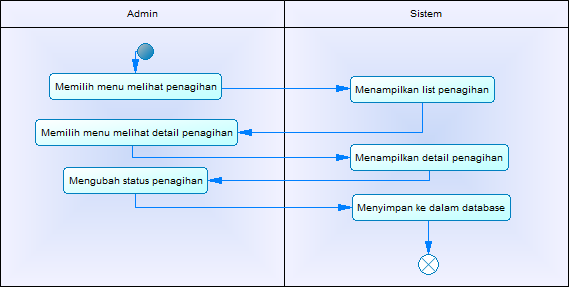 Admin
Sistem
Memilih menu melihat penagihan
Menampilkan list penagihan
Memilih menu melihat detail penagihan
Menampilkan detail penagihan
Mengubah status penagihan
Menyimpan ke dalam database